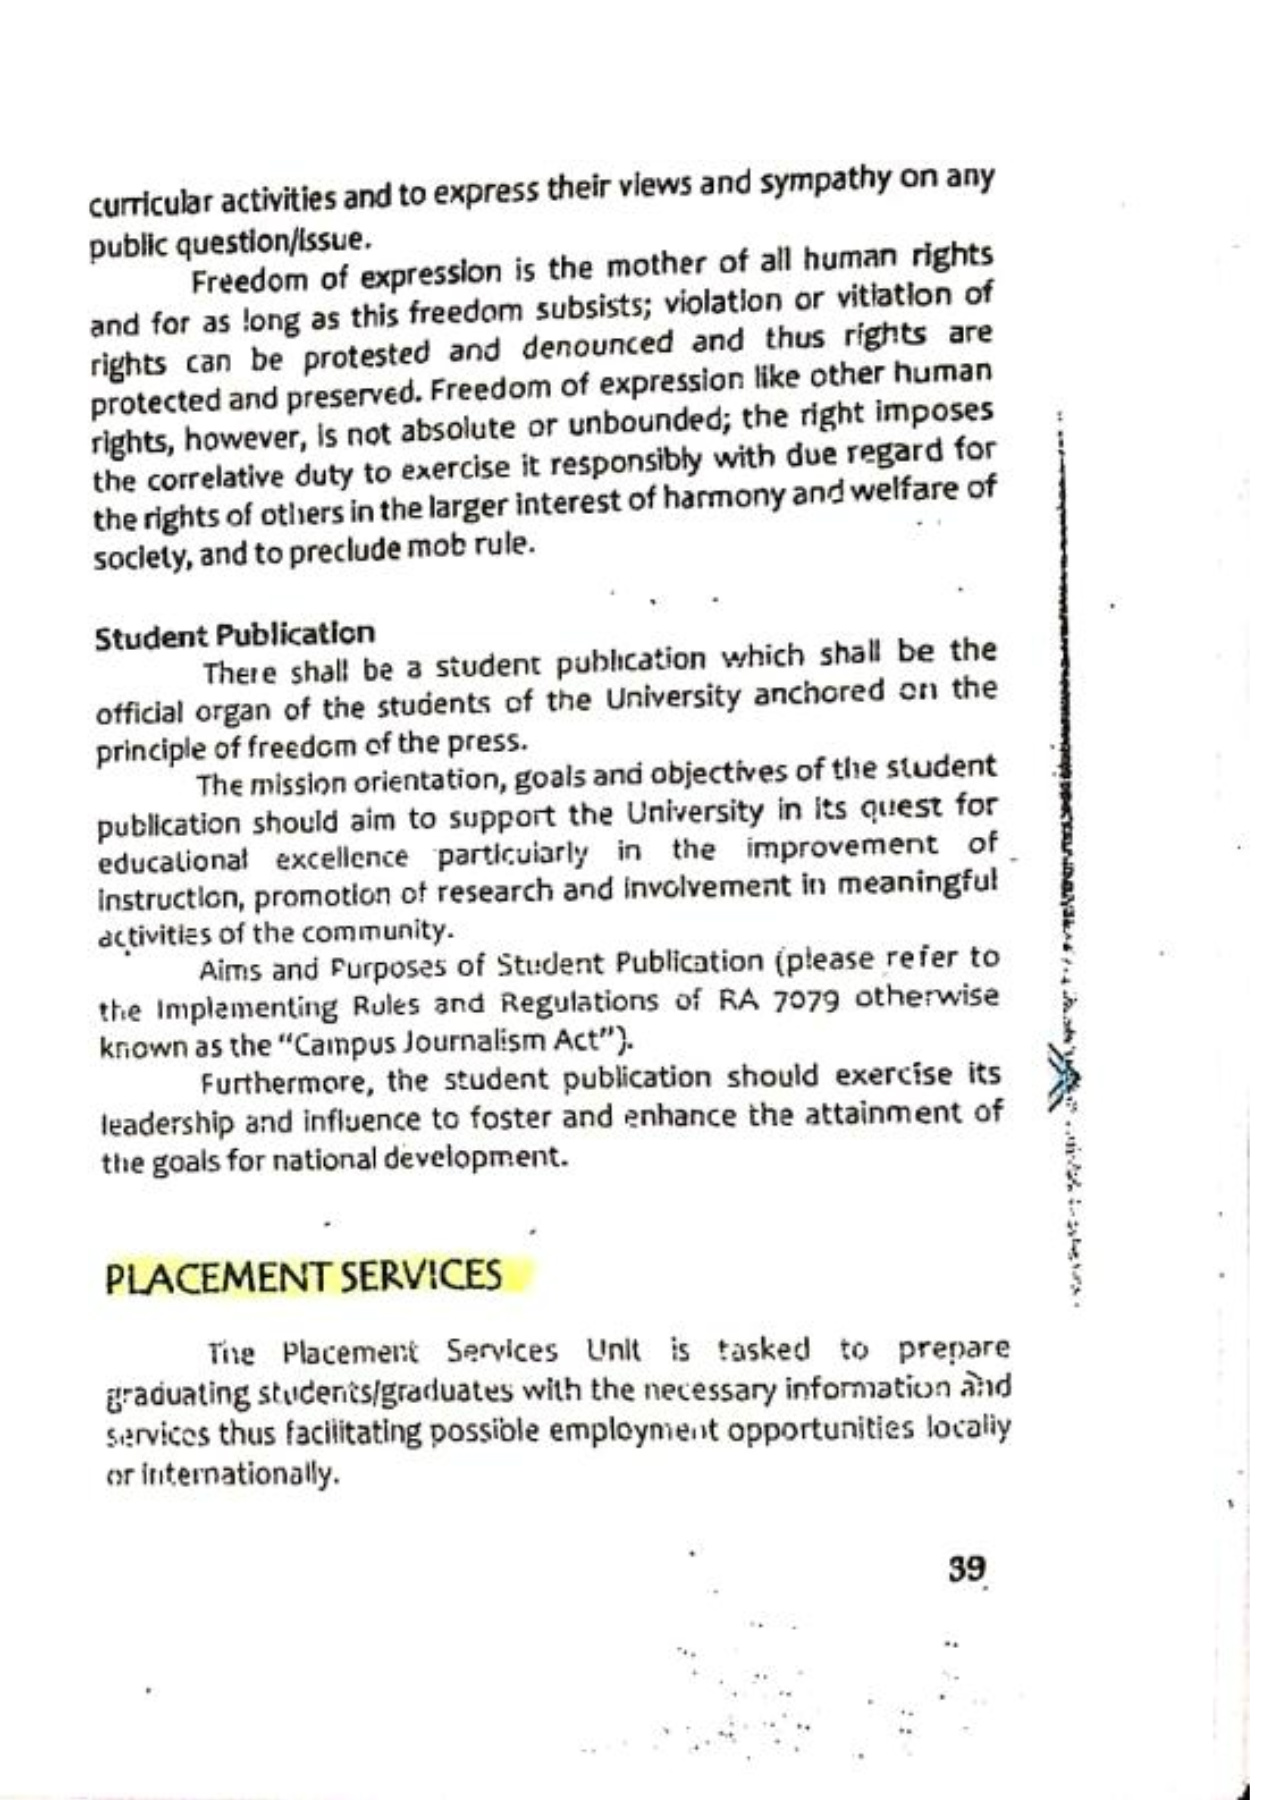 curricular activities and to express their views and sympathy on any
public question/issue.
Freedom of expression is the mother of all human rights
and for as long as this freedom subsists; violation or vitiation of
rights can be protested and denounced and thus rights are
protected and preserved. Freedom of expression like other human
rights, however, is not absolute or unbounded; the right imposes
the correlative duty to exercise it responsibly with due regard for
the rights of others in the larger interest of harmony and welfare of
society, and to preclude mob rule.
Student Publication
There shall be a student publication which shall be the
official organ of the students of the University anchored on the
principle of freedom of the press.
The mission orientation, goals and objectives of the student
publication should aim to support the University in its quest for
educational excellence particularly in the improvement of
instruction, promotion of research and involvement in meaningful
activities of the community.
Aims and Purposes of Student Publication (please refer to
the Implementing Rules and Regulations of RA 7079 otherwise
known as the "Campus Journalism Act").
Furthermore, the student publication should exercise its
leadership and influence to foster and enhance the attainment of
the goals for national development.
PLACEMENT SERVICES
The Placement Services Unit is tasked to prepare
graduating students/graduates with the necessary information and
services thus facilitating possible employment opportunities locally
or internationally.
39